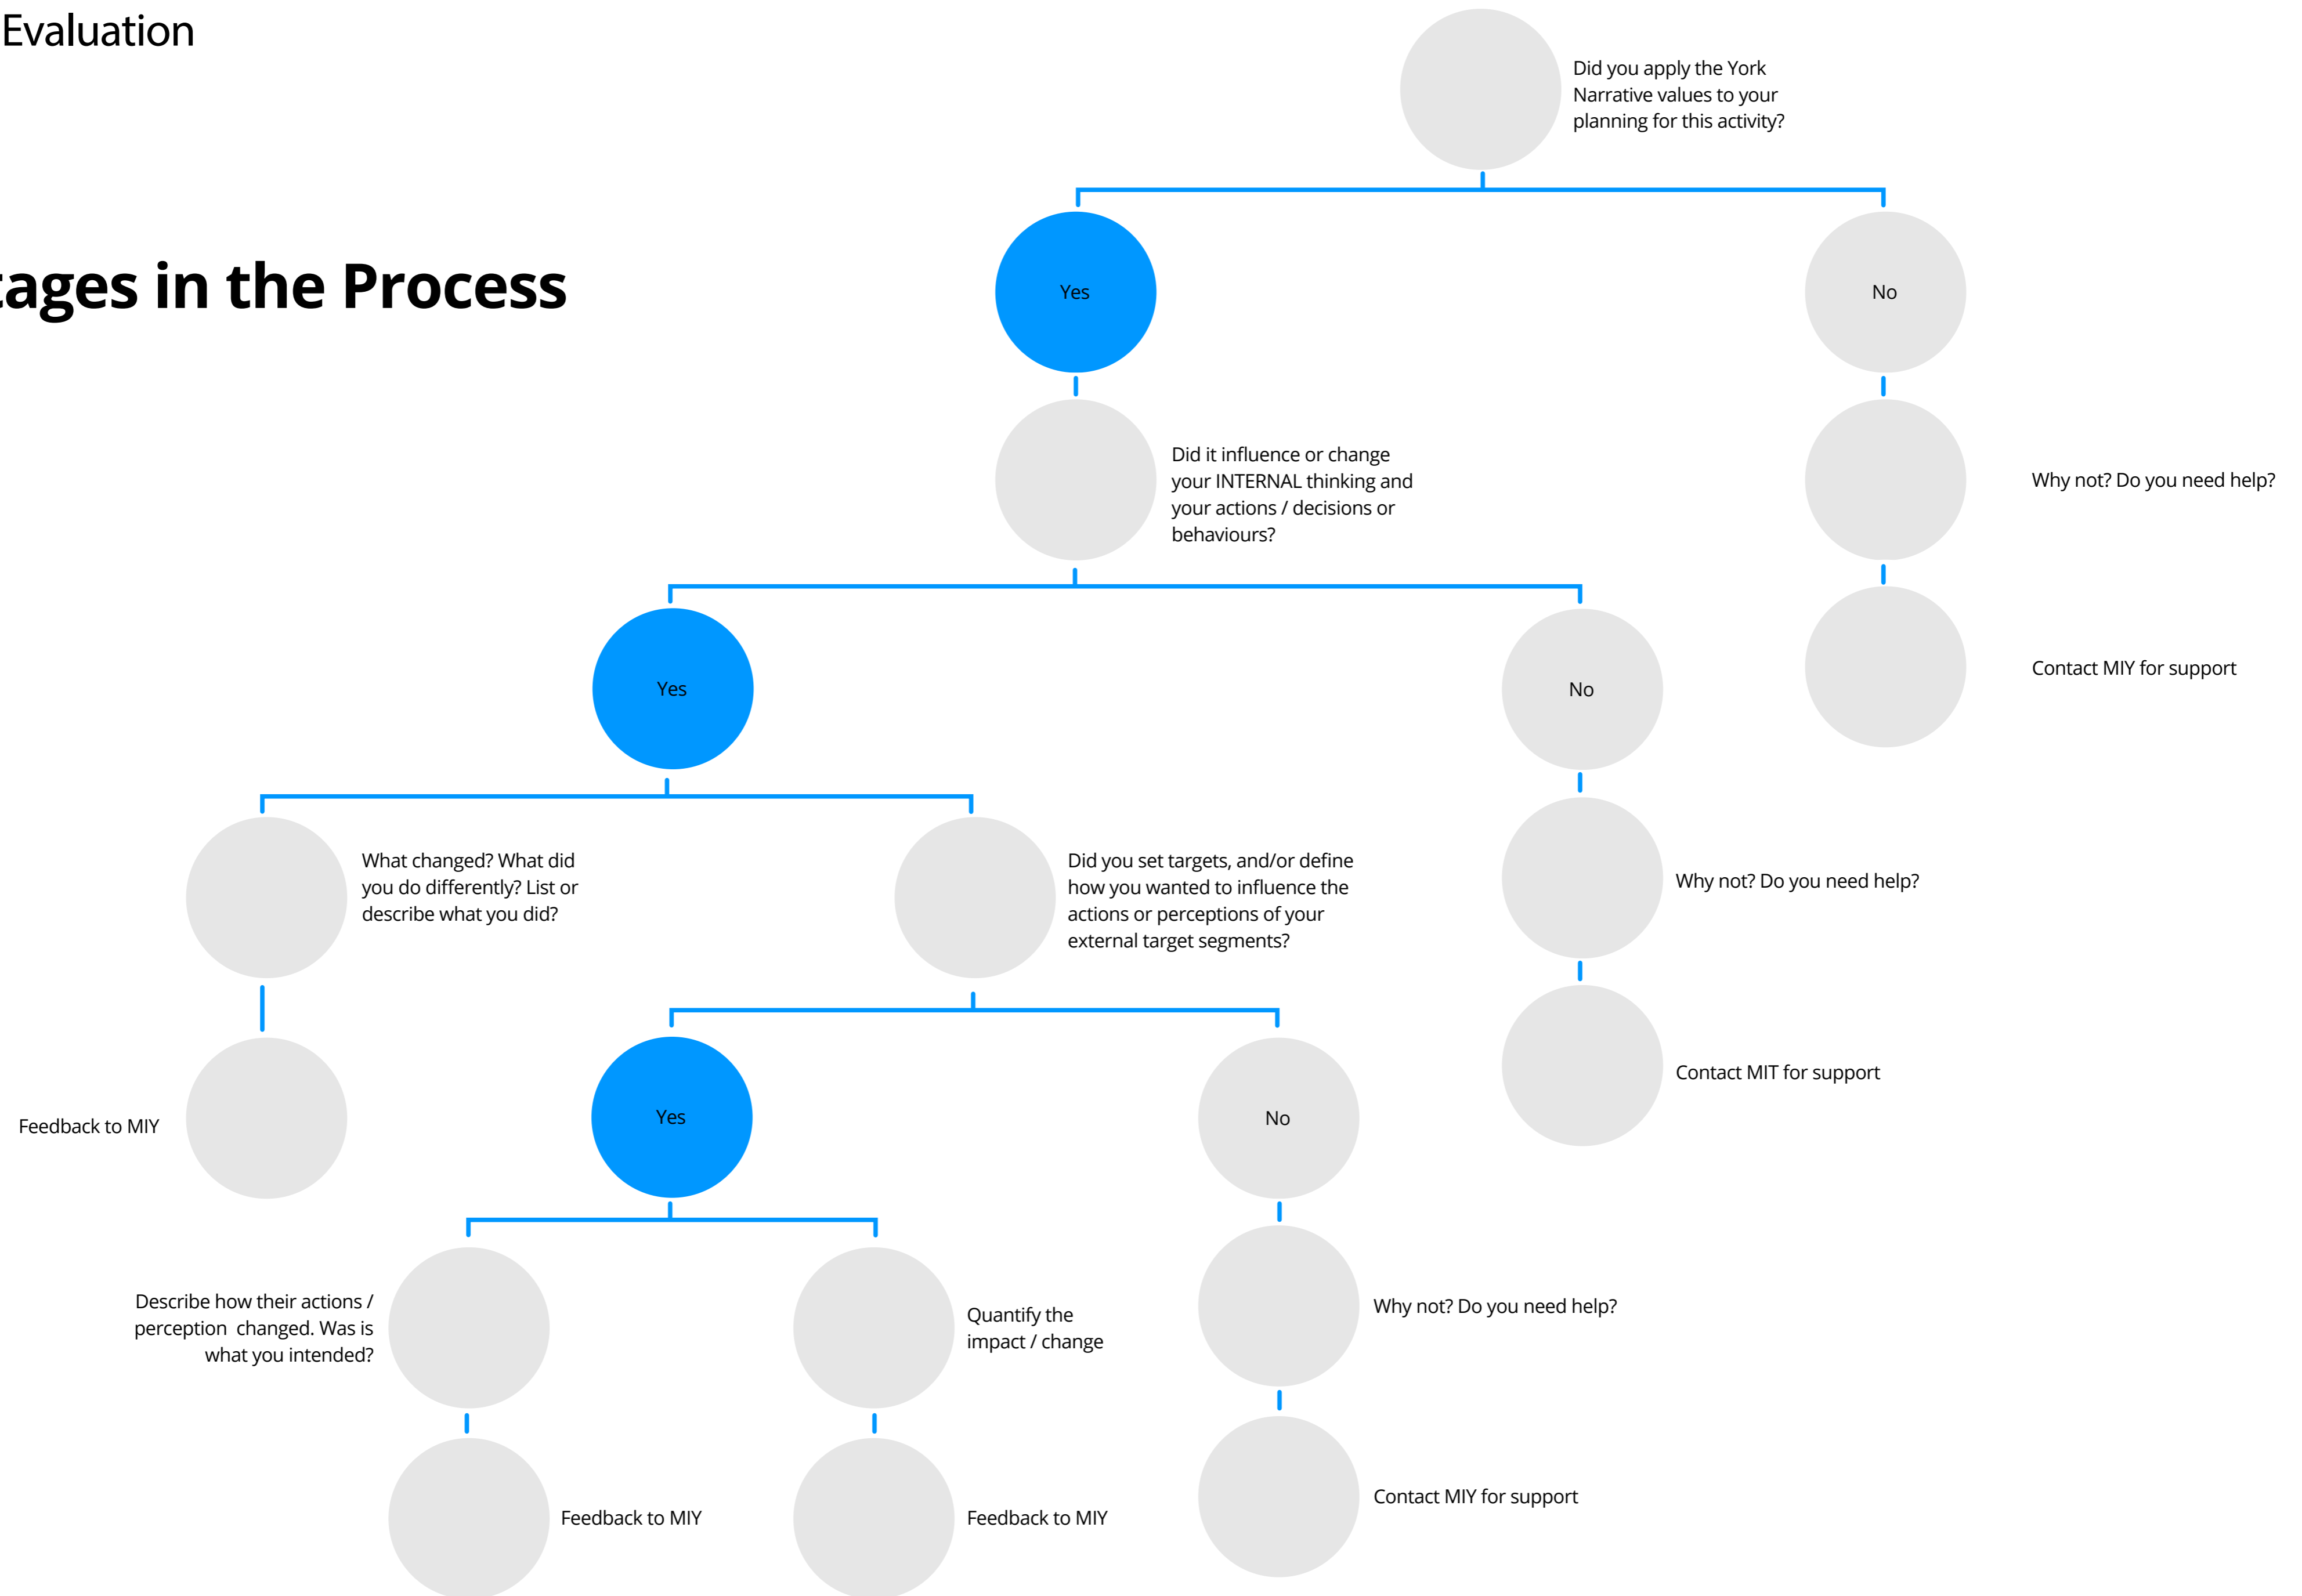 Evaluation
Did you apply the York
Narrative values to your
planning for this activity?
tages in the Process
Yes
No
Did it influence or change
your INTERNAL thinking and
your actions / decisions or
behaviours?
Why not? Do you need help?
Yes
No
Contact MIY for support
What changed? What did
you do differently? List or
describe what you did?
Did you set targets, and/or define
how you wanted to influence the
actions or perceptions of your
external target segments?
Why not? Do you need help?
Contact MIT for support
Feedback to MIY
Yes
No
Describe how their actions /
perception  changed. Was is
what you intended?
Quantify the
impact / change
Why not? Do you need help?
Feedback to MIY
Feedback to MIY
Contact MIY for support